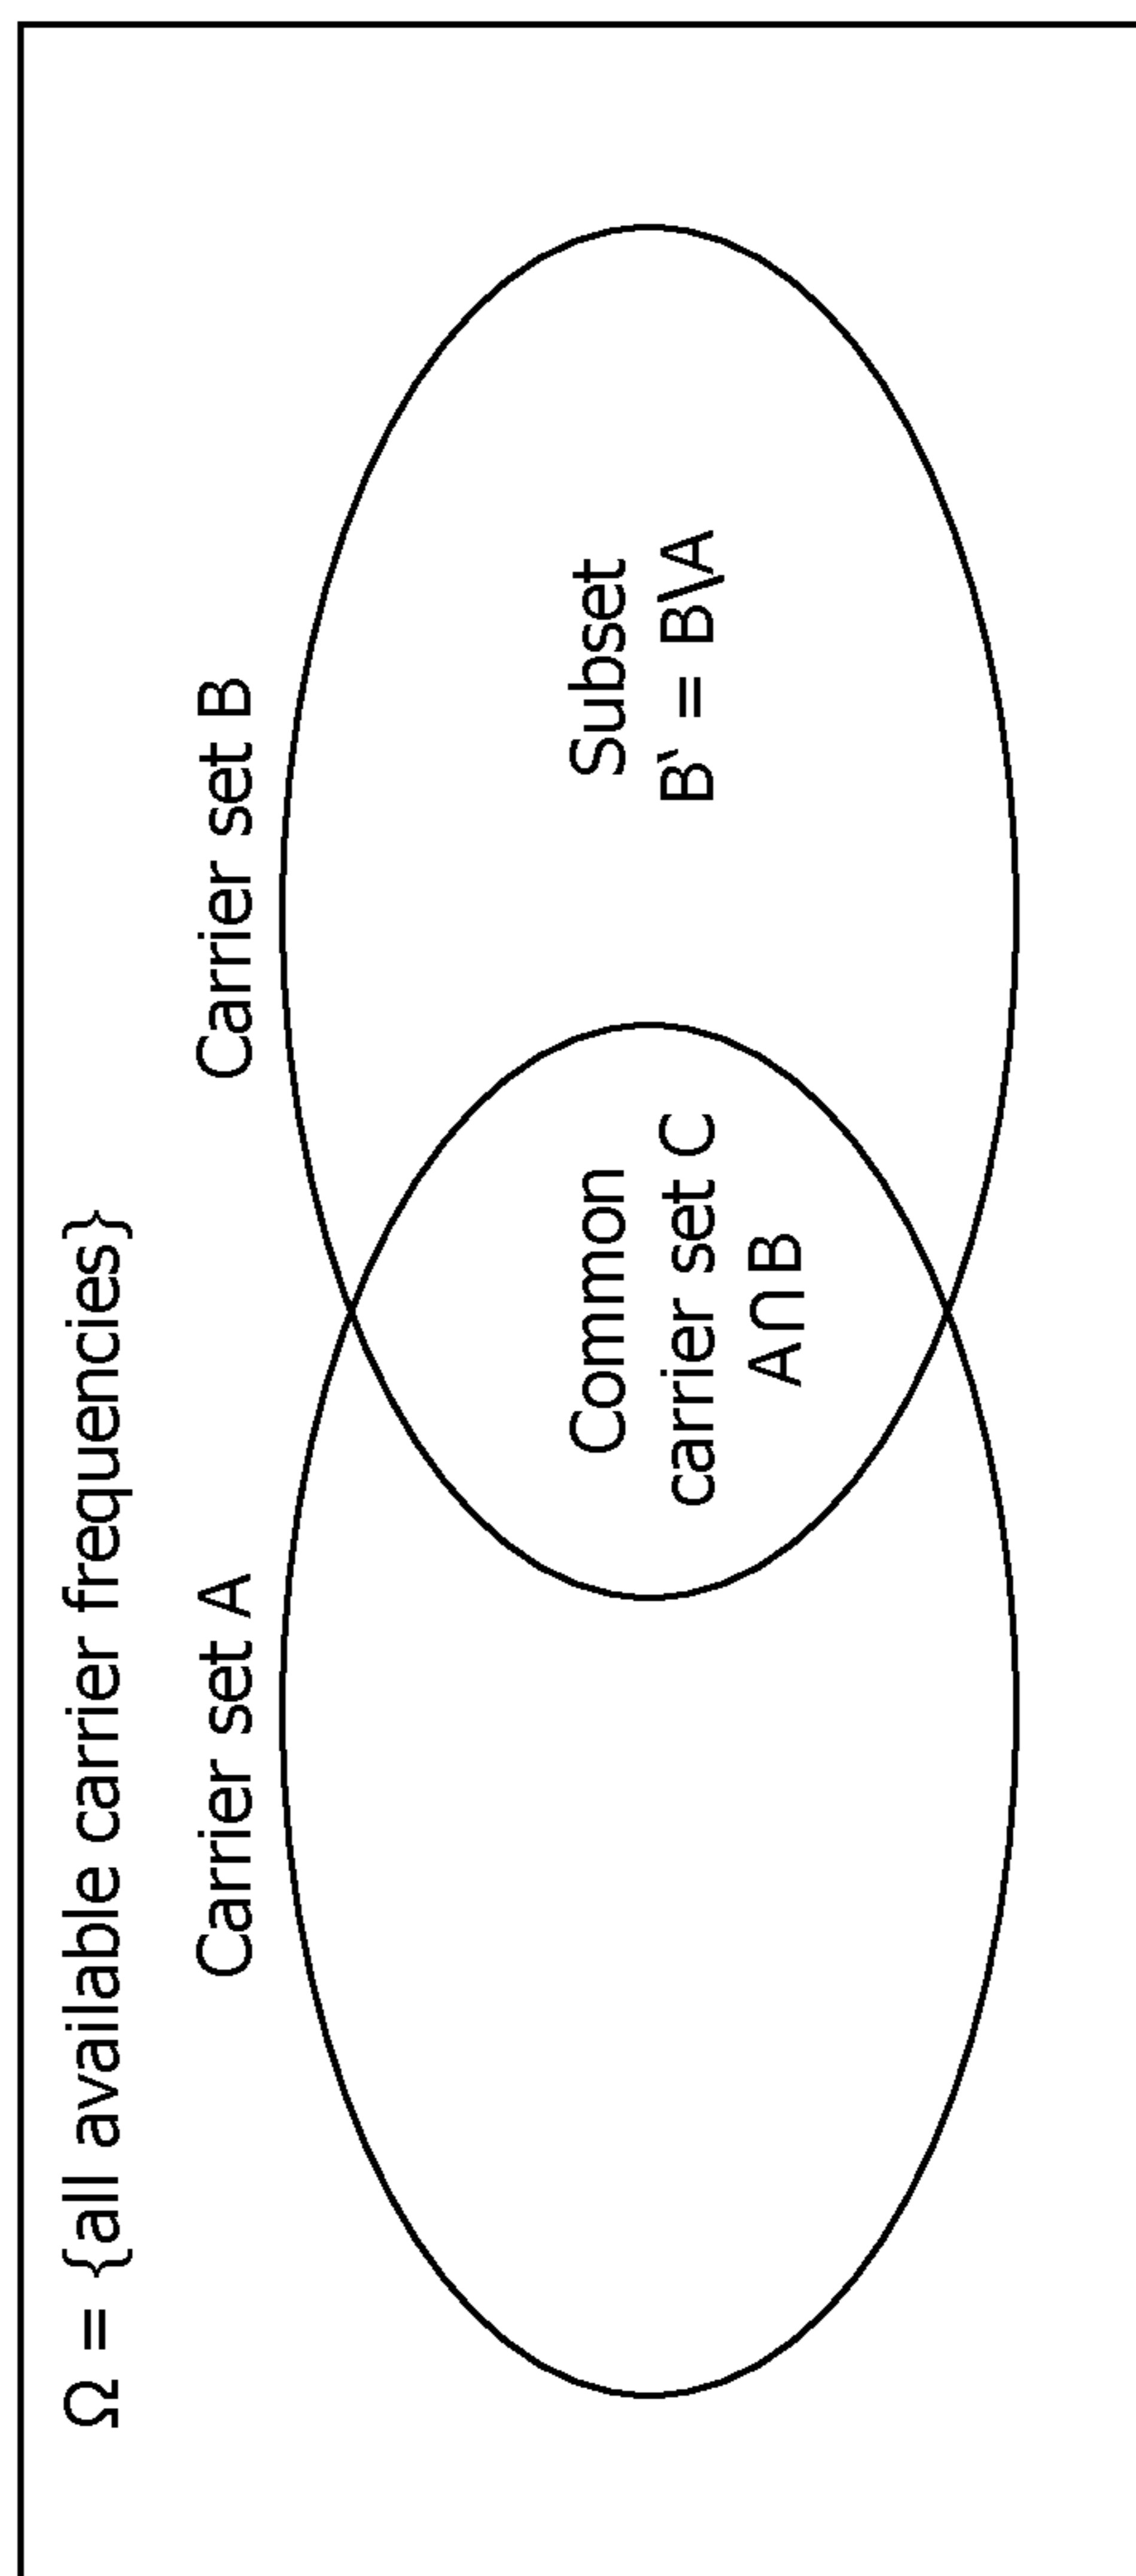 Ω = {all available carrier frequencies}
Carrier set A
Carrier set B
Common
carrier set C
A∩B
Subset
B‵ = B\A